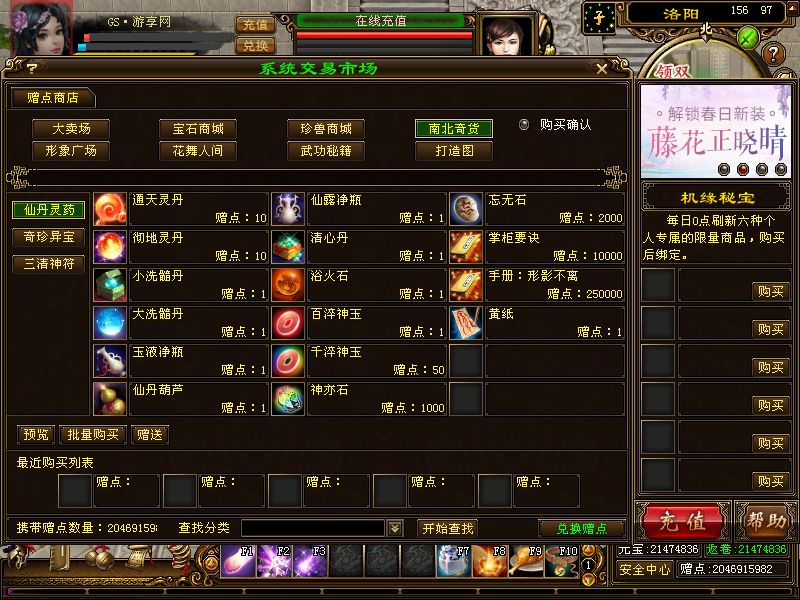 GS·游享网
充值
兑换
在线充值
子
洛阳 156 97
北
?
领双
? 系统交易市场
赠点商店
大卖场 宝石商城 珍兽商城 南北奇货 购买确认
形象广场 花舞人间 武功秘籍 打造图
仙丹灵药
奇珍异宝
三清神符
通天灵丹
赠点：10
仙露净瓶
赠点：1
忘无石
赠点：2000
彻地灵丹
赠点：10
清心丹
赠点：1
掌柜要诀
赠点：10000
小洗髓丹
赠点：1
浴火石
赠点：1
手册：形影不离
赠点：250000
大洗髓丹
赠点：1
百淬神玉
赠点：1
黄纸
赠点：1
玉液净瓶
赠点：1
千淬神玉
赠点：50
仙丹葫芦
赠点：1
神亦石
赠点：1000
预览 批量购买 赠送
最近购买列表
赠点： 赠点： 赠点： 赠点： 赠点：
携带赠点数量：20469159 查找分类 开始查找 兑换赠点
解锁春日新装。
藤花正晓晴
机缘秘宝
每日0点刷新六种个
人专属的限量商品，购买
后绑定。
购买
购买
购买
购买
购买
购买
充值 帮助
F1 F2 F3 F7 F8 F9 F10
1
元宝:21474836 返卷:21474836
安全中心 赠点:2046915982